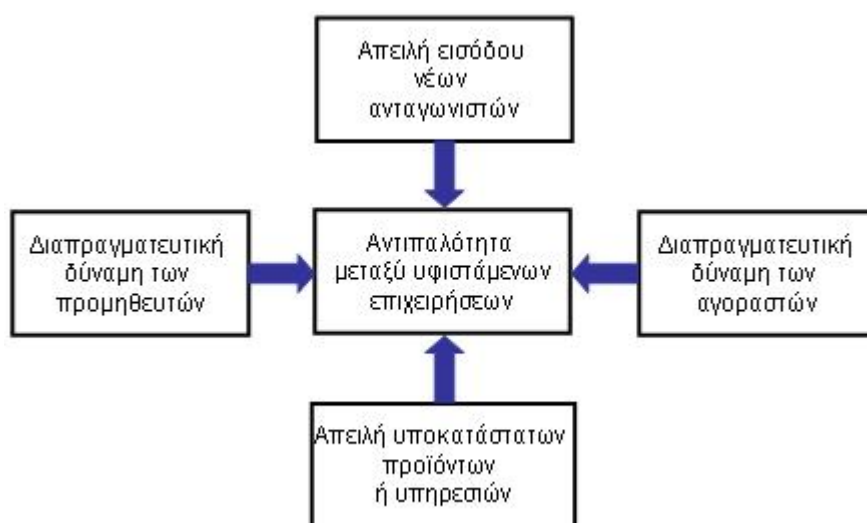 Απειλή εισόδου
νέων
ανταγωνιστών
Διαπραγματευτική
δύναμη των
προμηθευτών
Αντιπαλότητα
μεταξύ υφιστάμενων
επιχειρήσεων
Διαπραγματευτική
δύναμη των
αγοραστών
Απειλή υποκατάστατων
προϊόντων
ή υπηρεσιών